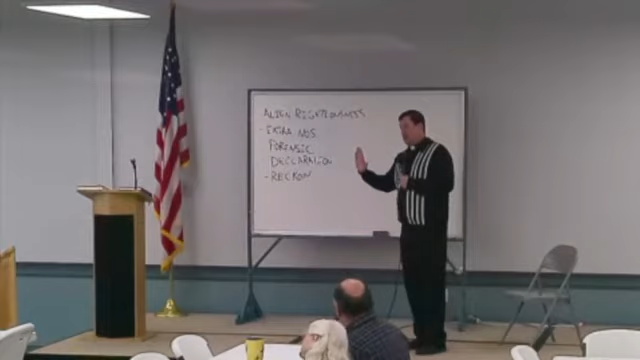 ALIEN RIGHTEOUSNESS
- EXTRA NOS
FORENSIC
DECLARATION
- RECKON